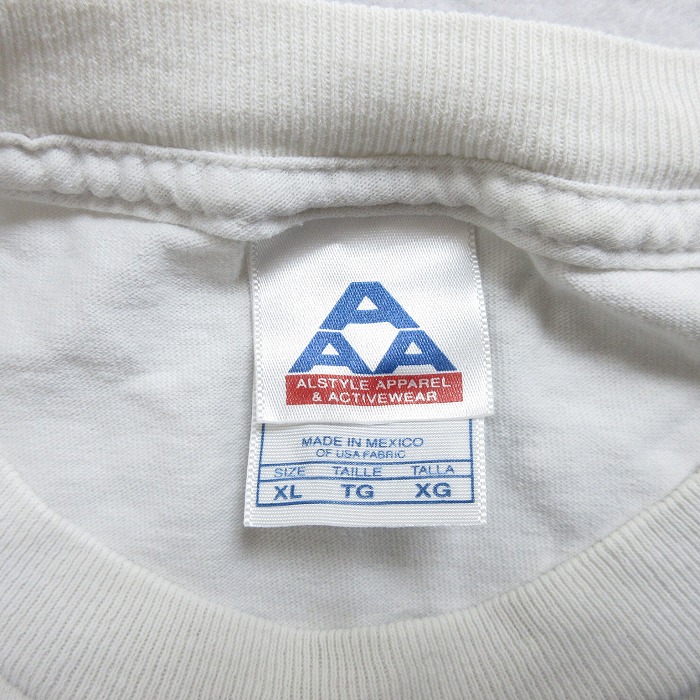 AAA
ALSTYLE APPAREL
& ACTIVEWEAR
MADE IN MEXICO
OF USA FABRIC
SIZE TAILLE TALLA
XL TG XG